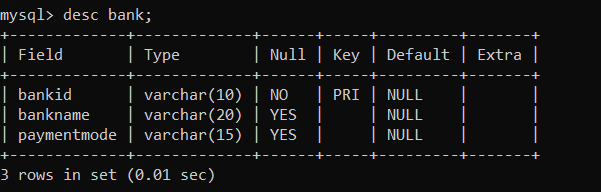 mysql> desc bank;
+-------------+-------------+------+-----+---------+-------+
| Field       | Type        | Null | Key | Default | Extra |
+-------------+-------------+------+-----+---------+-------+
| bankid      | varchar(10) | NO   | PRI | NULL    |       |
| bankname    | varchar(20) | YES  |     | NULL    |       |
| paymentmode | varchar(15) | YES  |     | NULL    |       |
+-------------+-------------+------+-----+---------+-------+
3 rows in set (0.01 sec)